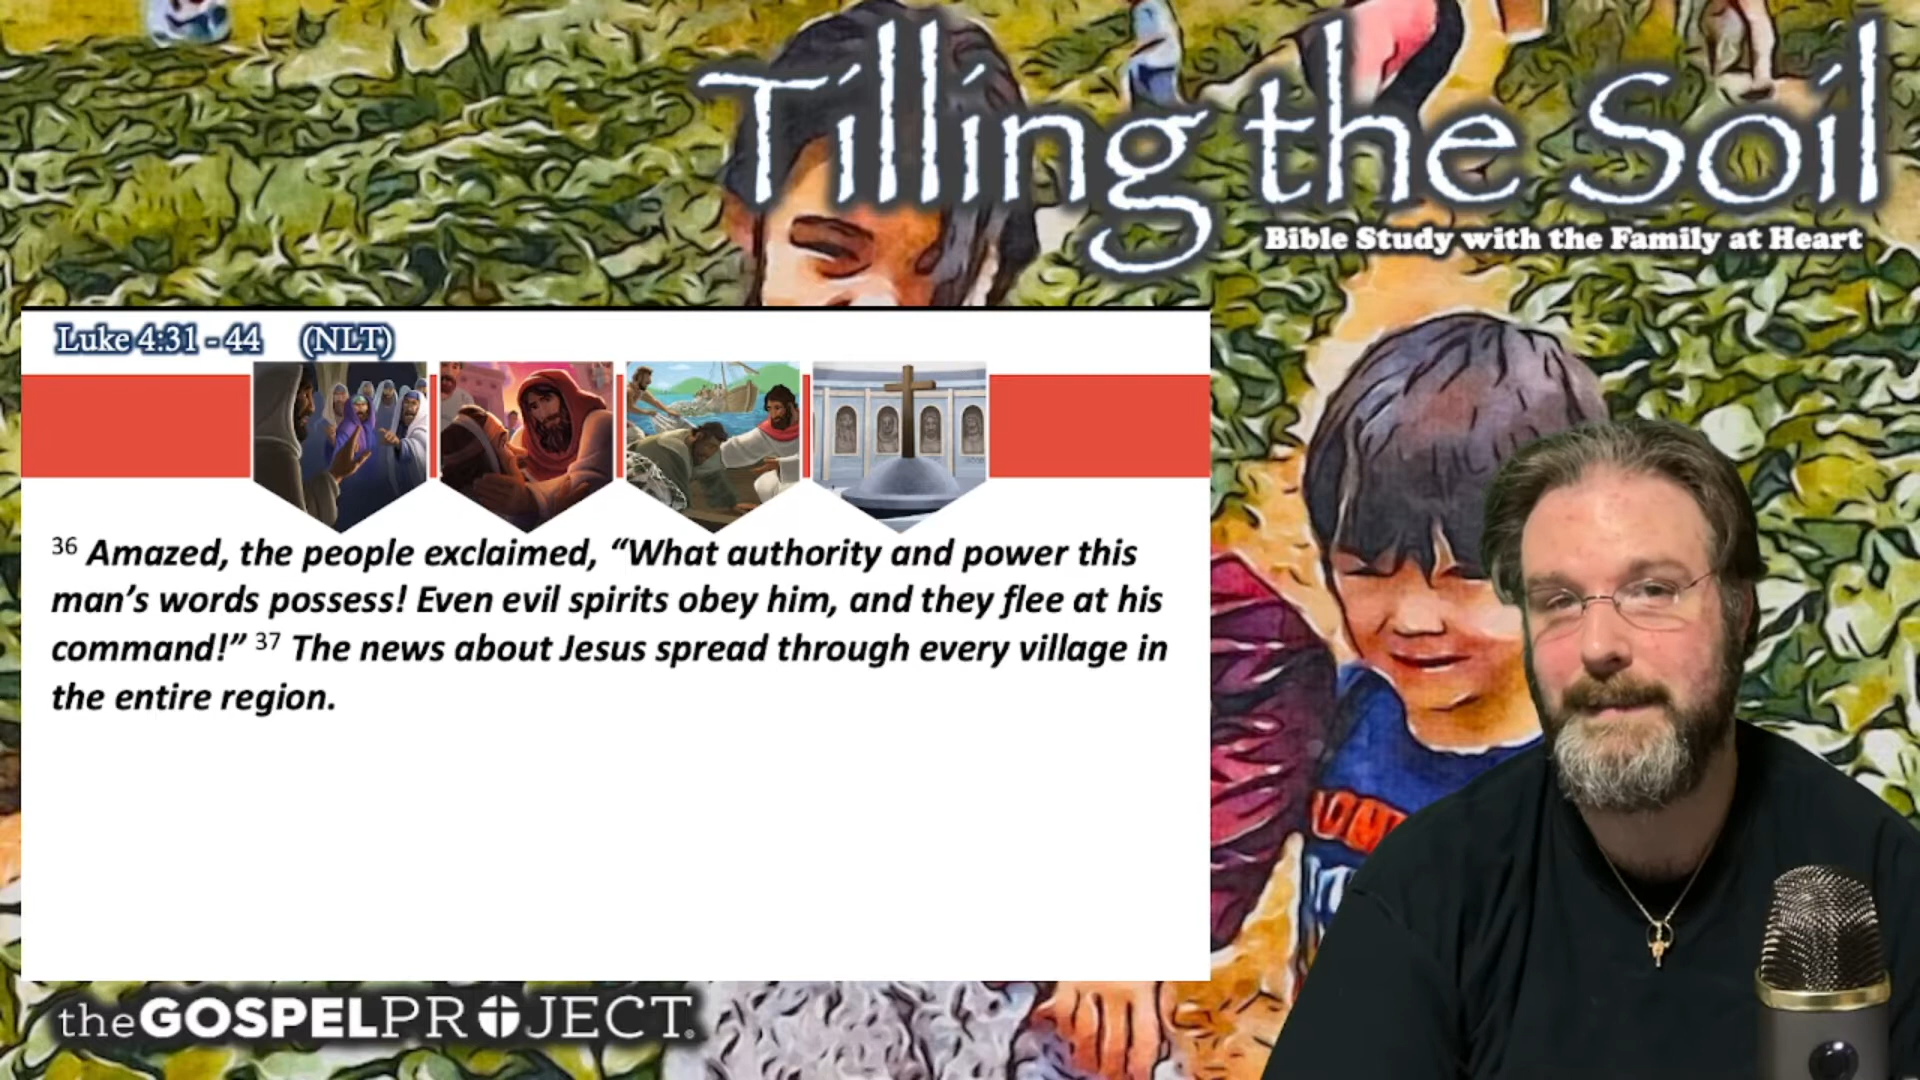 Tilling the Soil
Bible Study with the Family at Heart
Luke 4:31 - 44 (NLT)
36 Amazed, the people exclaimed, “What authority and power this
man’s words possess! Even evil spirits obey him, and they flee at his
command!” 37 The news about Jesus spread through every village in
the entire region.
theGOSPELPROJECT®